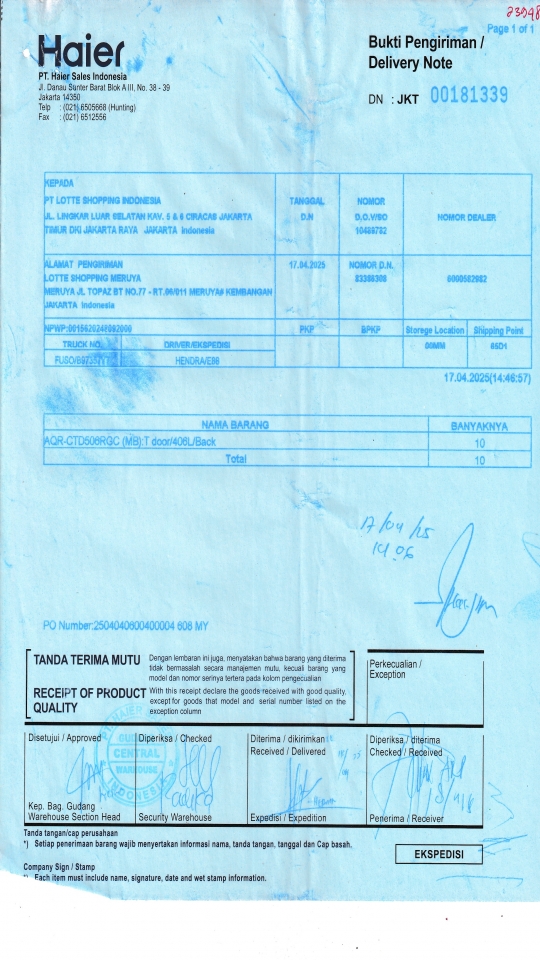 Page 1 of 1
Haier
PT. Haier Sales Indonesia
Jl. Danau Sunter Barat Blok A III, No. 38 - 39
Jakarta 14350
Telp : (021) 6505668 (Hunting)
Fax : (021) 6512556
Bukti Pengiriman /
Delivery Note
DN : JKT 00181339
KEPADA
PT LOTTE SHOPPING INDONESIA
JL. LINGKAR LUAR SELATAN KAV. 5 & 6 CIRACAS JAKARTA
TIMUR DKI JAKARTA RAYA JAKARTA Indonesia
TANGGAL
D.N
NOMOR
D.O.V/SO
NOMOR DEALER
ALAMAT PENGIRIMAN
LOTTE SHOPPING MERUYA
MERUYA JL TOPAZ BT NO.77 - RT.06/011 MERUYA# KEMBANGAN
JAKARTA Indonesia
17.04.2025
NOMOR D.N.
PKP
BPKP
Storege Location
Shipping Point
TRUCK NO.
DRIVER/EKSPEDISI
00MM
HENDRA/E86
17.04.2025(14:46:57)
NAMA BARANG
BANYAKNYA
AQR-CTD506RGC (MB):T door/406L/Back
10
Total
10
17/04/25
14.06
PO Number:2504040600400004 608 MY
TANDA TERIMA MUTU
Dengan lembaran ini juga, menyatakan bahwa barang yang diterima
tidak bermasalah secara manajemen mutu, kecuali barang yang
model dan nomor serinya tertera pada kolom pengecualian
RECEIPT OF PRODUCT
QUALITY
With this receipt declare the goods received with good quality,
except for goods that model and serial number listed on the
exception column
Perkecualian /
Exception
Disetujui / Approved
Diperiksa / Checked
Diterima / dikirimkan
Received / Delivered
Diperiksa / diterima
Checked / Received
CENTRAL
WAREHOUSE
INDONESIA
Kep. Bag. Gudang
Warehouse Section Head
Security Warehouse
Expedisi / Expedition
Penerima / Receiver
Tanda tangan/cap perusahaan
*) Setiap penerimaan barang wajib menyertakan informasi nama, tanda tangan, tanggal dan Cap basah.
EKSPEDISI
Company Sign / Stamp
*) Each item must include name, signature, date and wet stamp information.